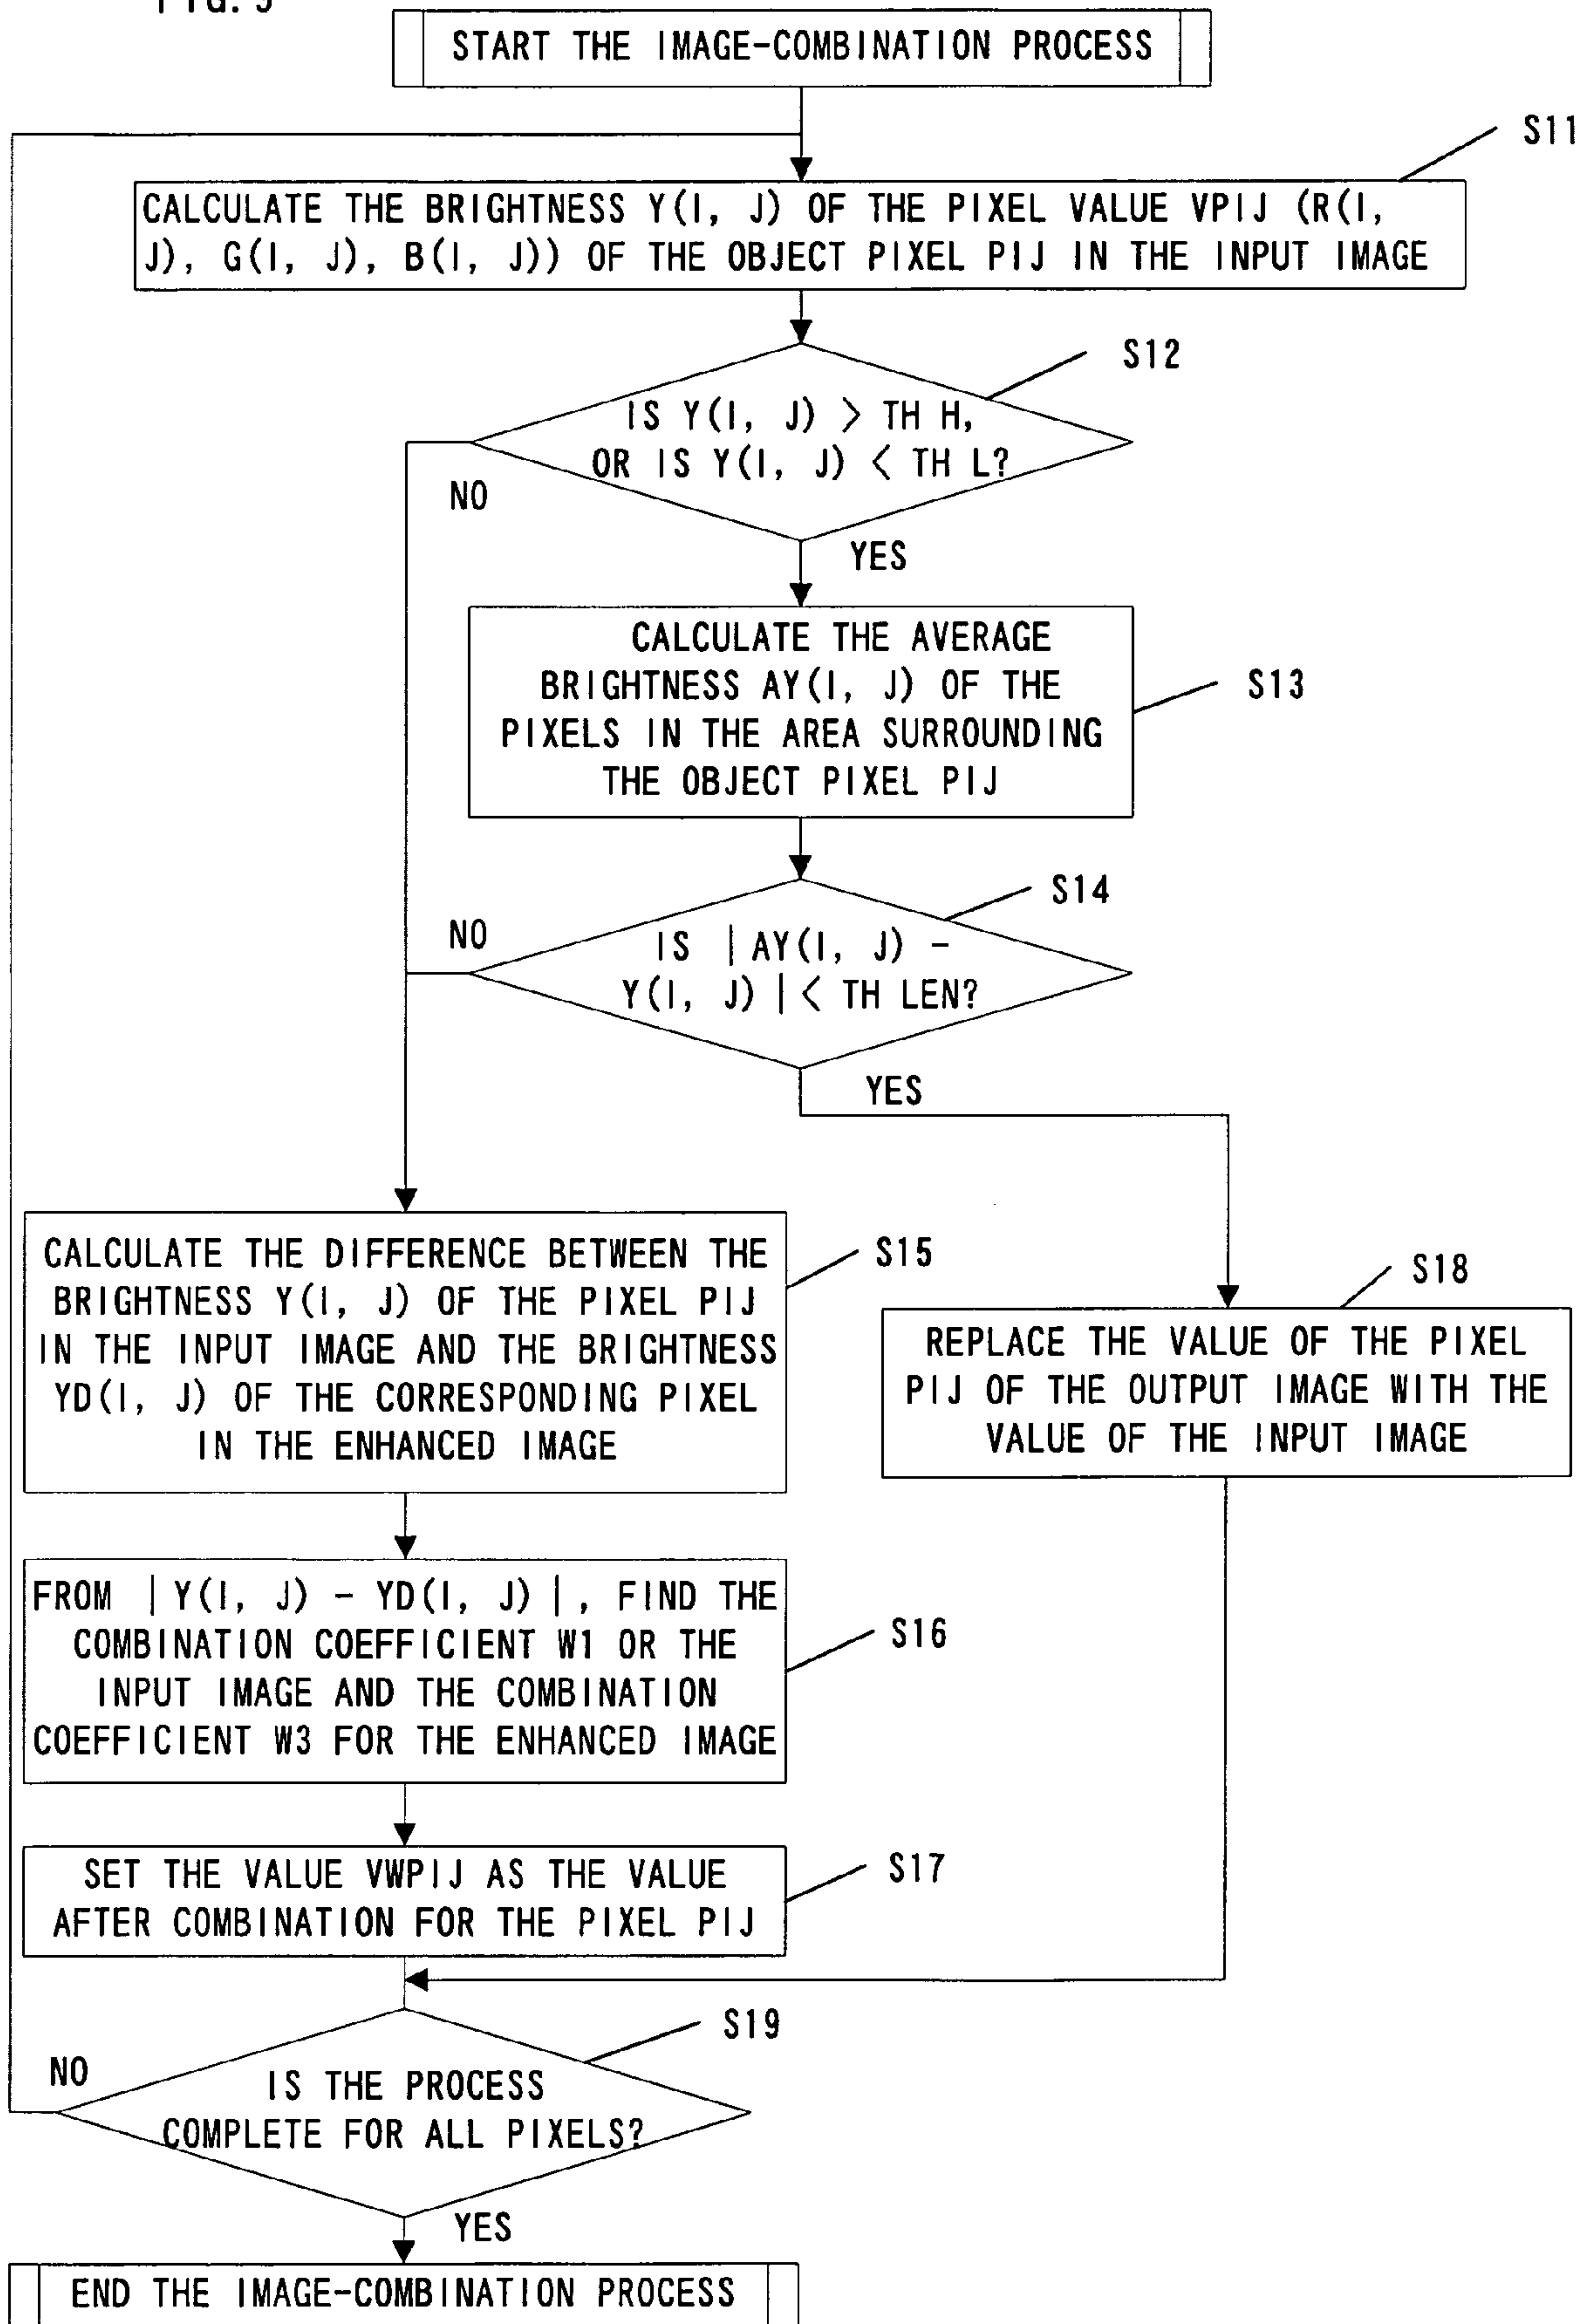 FIG. 5
START THE IMAGE-COMBINATION PROCESS
S11
CALCULATE THE BRIGHTNESS Y(I, J) OF THE PIXEL VALUE VPIJ (R(I,
J), G(I, J), B(I, J)) OF THE OBJECT PIXEL PIJ IN THE INPUT IMAGE
S12
IS Y(I, J) > TH H,
OR IS Y(I, J) < TH L?
NO
YES
CALCULATE THE AVERAGE
BRIGHTNESS AY(I, J) OF THE
PIXELS IN THE AREA SURROUNDING
THE OBJECT PIXEL PIJ
S13
S14
NO
IS |AY(I, J) -
Y(I, J)|< TH LEN?
YES
S15
CALCULATE THE DIFFERENCE BETWEEN THE
BRIGHTNESS Y(I, J) OF THE PIXEL PIJ
IN THE INPUT IMAGE AND THE BRIGHTNESS
YD(I, J) OF THE CORRESPONDING PIXEL
IN THE ENHANCED IMAGE
S18
REPLACE THE VALUE OF THE PIXEL
PIJ OF THE OUTPUT IMAGE WITH THE
VALUE OF THE INPUT IMAGE
FROM |Y(I, J) - YD(I, J)|, FIND THE
COMBINATION COEFFICIENT W1 OR THE
INPUT IMAGE AND THE COMBINATION
COEFFICIENT W3 FOR THE ENHANCED IMAGE
S16
SET THE VALUE VWPIJ AS THE VALUE
AFTER COMBINATION FOR THE PIXEL PIJ
S17
S19
NO
IS THE PROCESS
COMPLETE FOR ALL PIXELS?
YES
END THE IMAGE-COMBINATION PROCESS